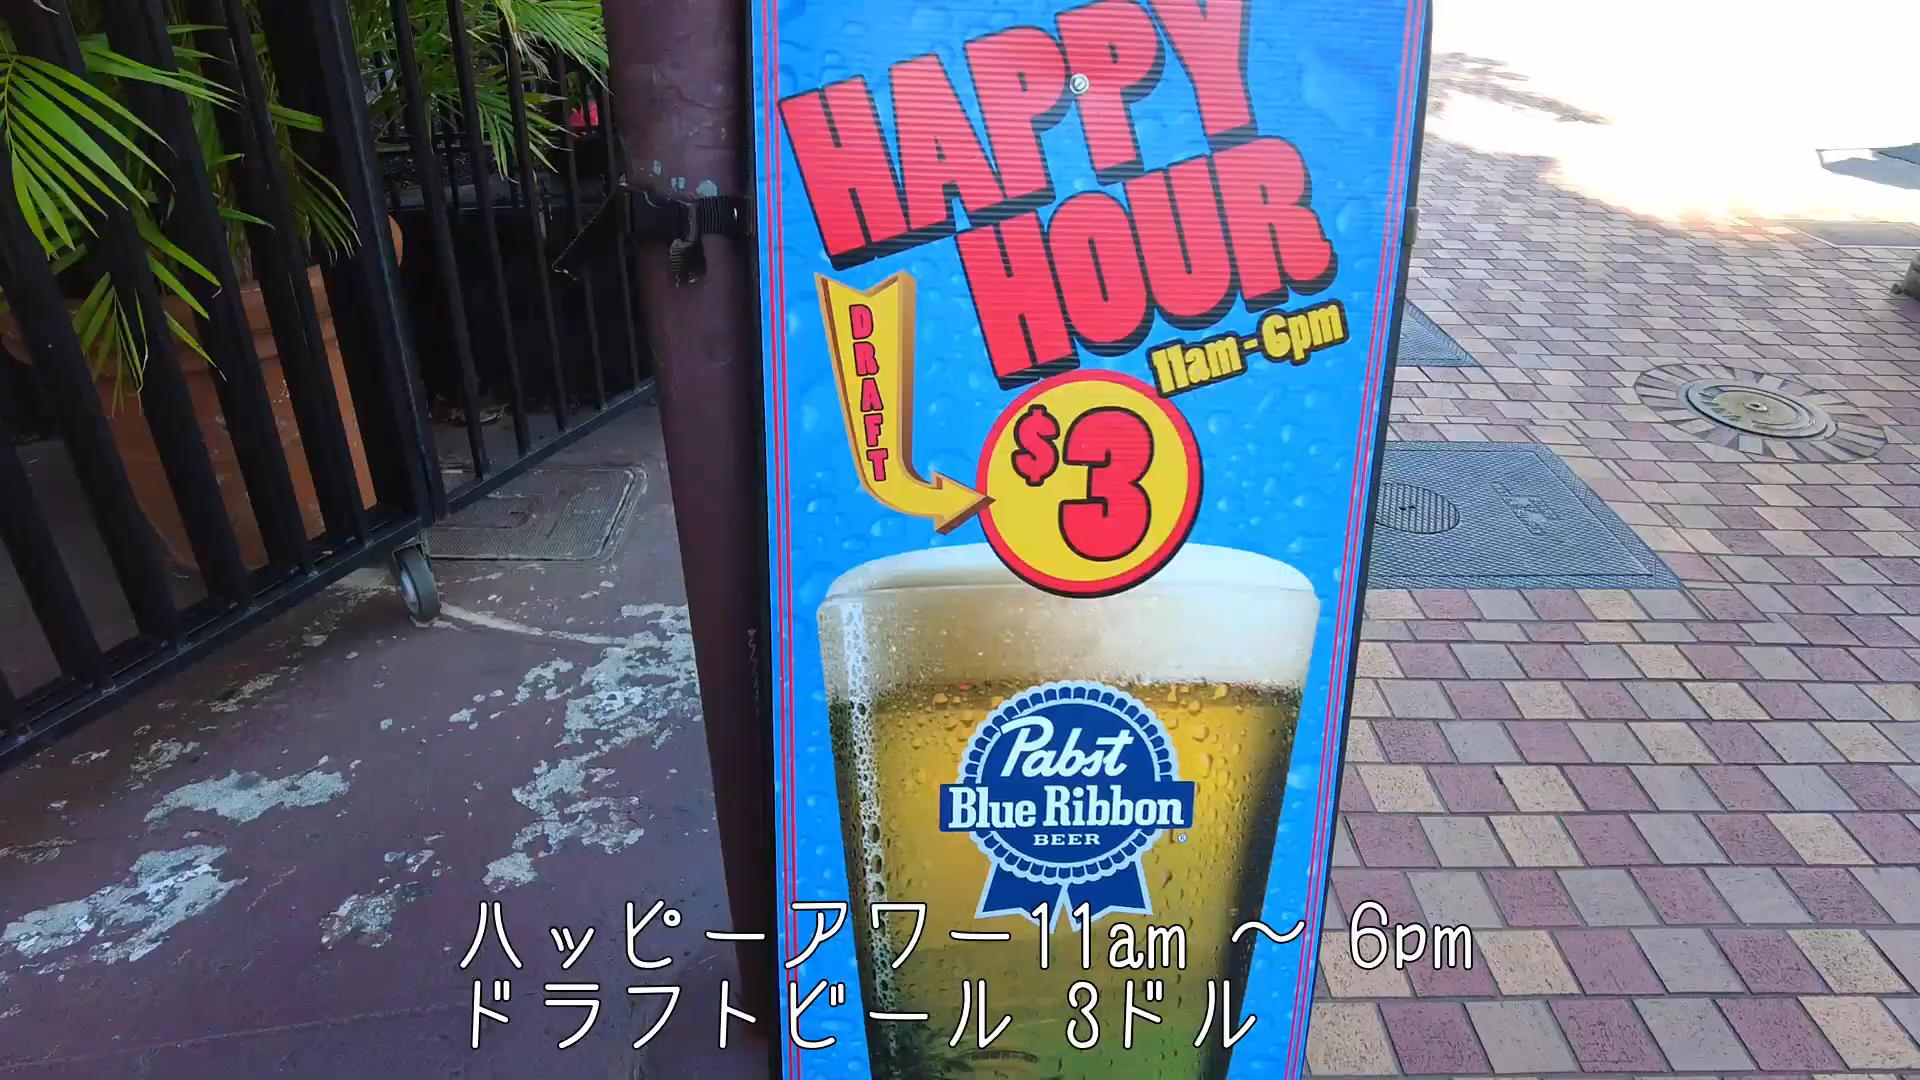 HAPPY
HOUR
11am - 6pm
DRAFT
$3
Pabst
Blue Ribbon
BEER
®
ハッピーアワー11am ～ 6pm
ドラフトビール 3ドル